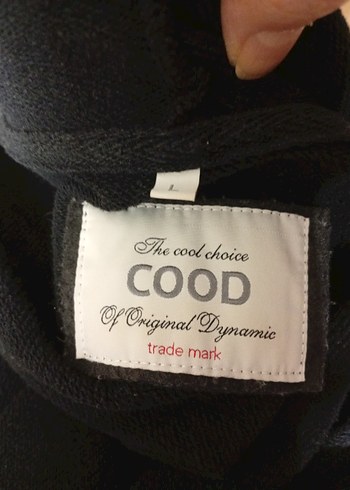 L
The cool choice
COOD
Of Original Dynamic
trade mark